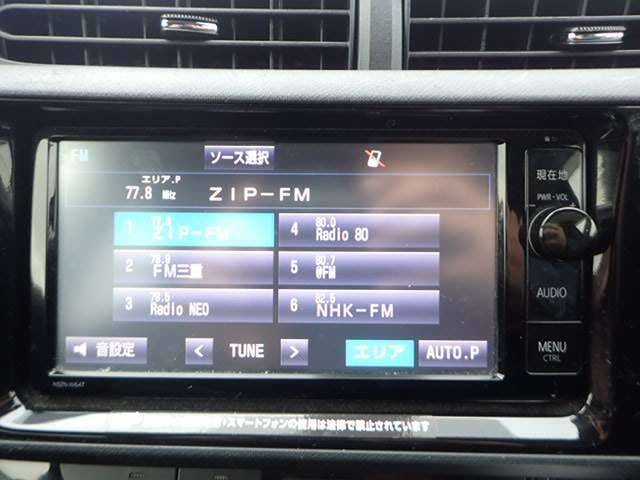 FM ソース選択
エリア.P
77.8 MHz ZIP-FM
現在地
PWR・VOL
1 77.8 ZIP-FM
4 80.0 Radio 80
2 78.9 FM三重
5 80.7 @FM
3 79.5 Radio NEO
6 82.5 NHK-FM
AUDIO
音設定 < TUNE > エリア AUTO.P
MENU
CTRL
・スマートフォンの使用は法律で禁止されています